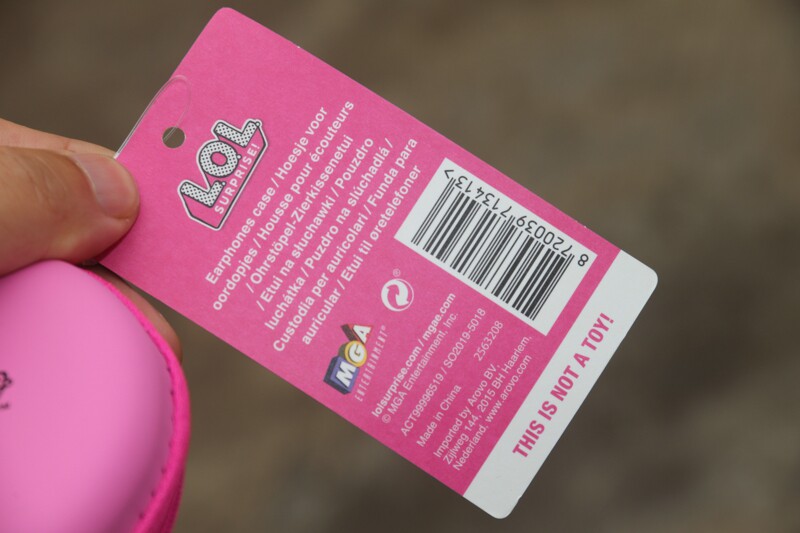 L.O.L.
SURPRISE!
Earphones case / Hoesje voor
oordopjes / Housse pour écouteurs
/ Ohrstöpel-Zierkissenetui
/ Etui na słuchawki / Pouzdro
luchátka / Puzdro na slúchadlá /
Custodia per auricolari / Funda para
auricular / Etui til øretelefoner
8 720039 713413 >
MGA
ENTERTAINMENT
lolsurprise.com / mgae.com
© MGA Entertainment, Inc.
ACT99996519 / SO2019-5018
Made in China 2563208
Imported by Arovo BV,
Zijlweg 144, 2015 BH Haarlem,
Nederland, www.arovo.com
THIS IS NOT A TOY!